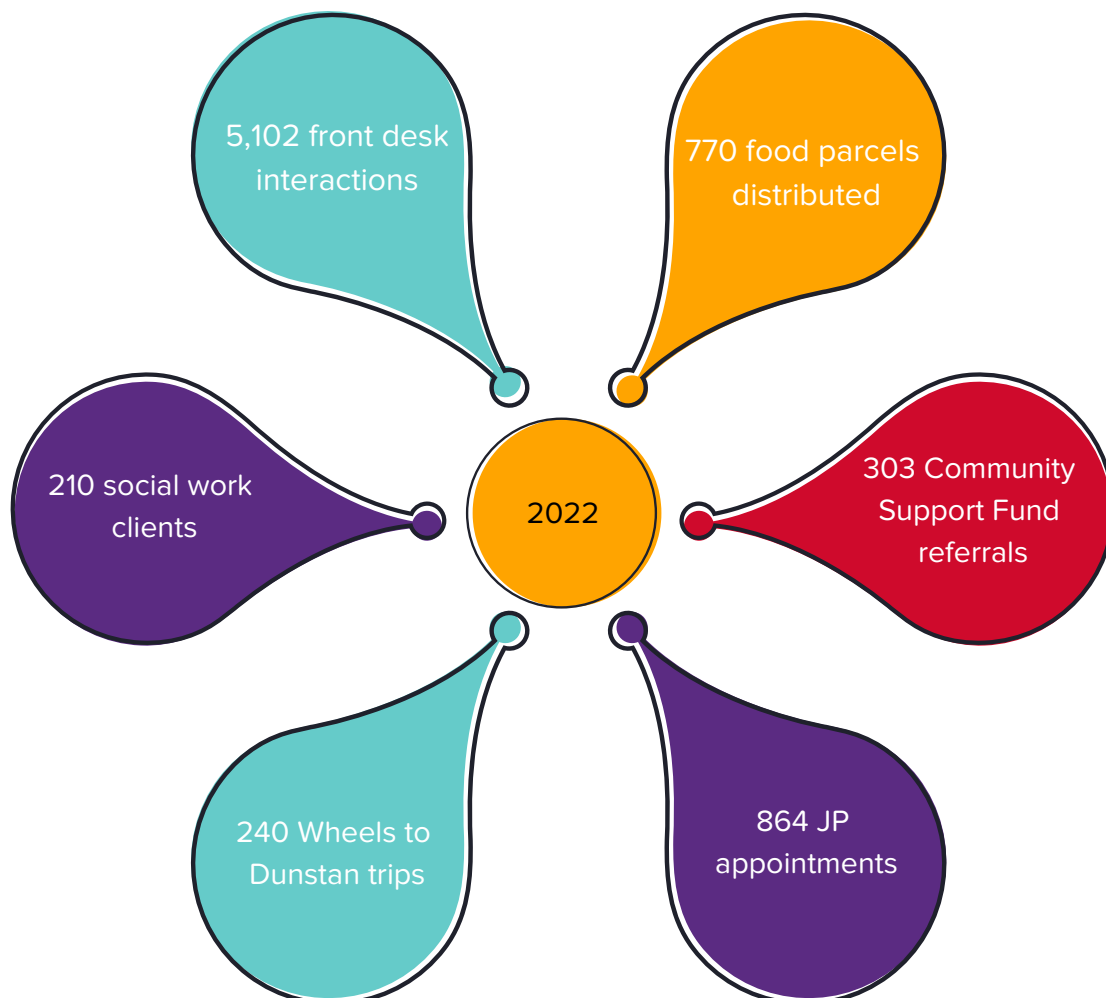 5,102 front desk
interactions
770 food parcels
distributed
210 social work
clients
2022
303 Community
Support Fund
referrals
240 Wheels to
Dunstan trips
864 JP
appointments